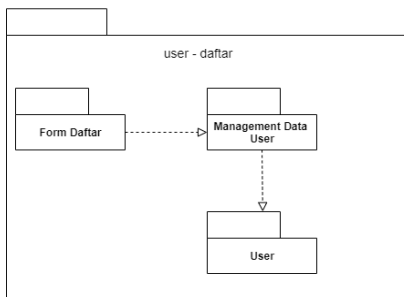 user - daftar
Form Daftar
Management Data
User
User